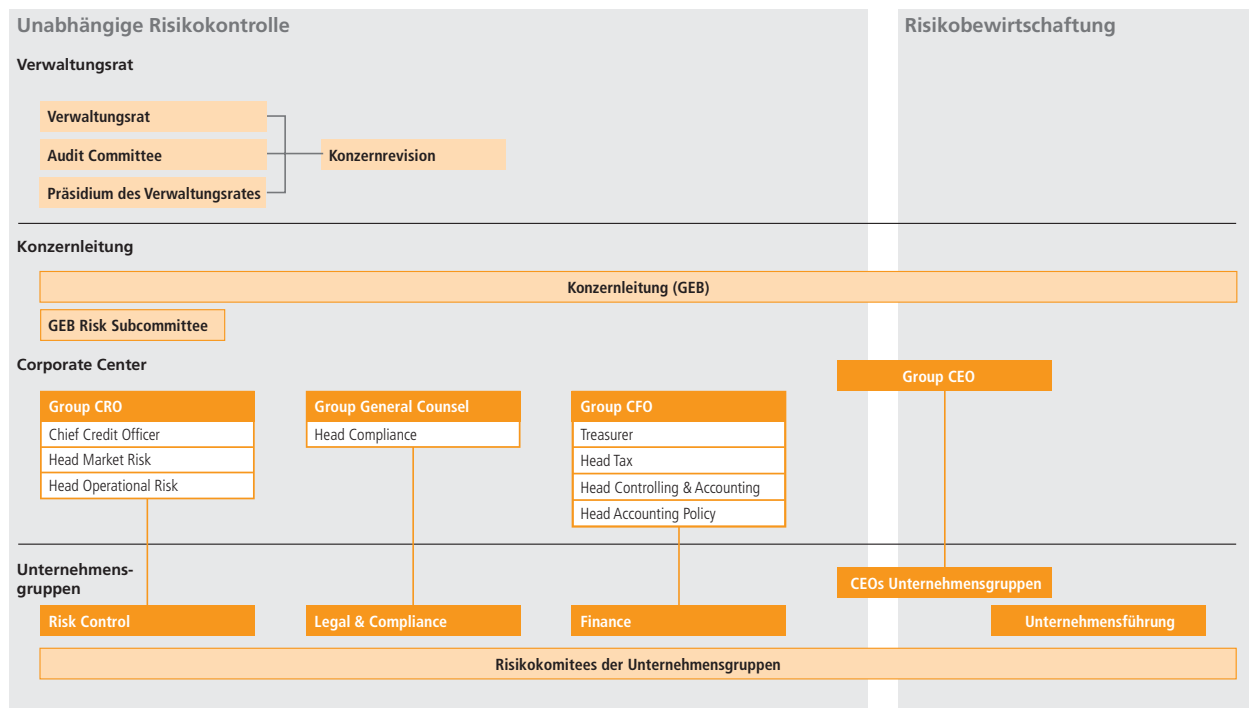 Unabhängige Risikokontrolle
Risikobewirtschaftung
Verwaltungsrat
Verwaltungsrat
Audit Committee
Konzernrevision
Präsidium des Verwaltungsrates
Konzernleitung
Konzernleitung (GEB)
GEB Risk Subcommittee
Corporate Center
Group CEO
Group CRO
Chief Credit Officer
Head Market Risk
Head Operational Risk
Group General Counsel
Head Compliance
Group CFO
Treasurer
Head Tax
Head Controlling & Accounting
Head Accounting Policy
Unternehmens-
gruppen
CEOs Unternehmensgruppen
Risk Control
Legal & Compliance
Finance
Unternehmensführung
Risikokomitees der Unternehmensgruppen